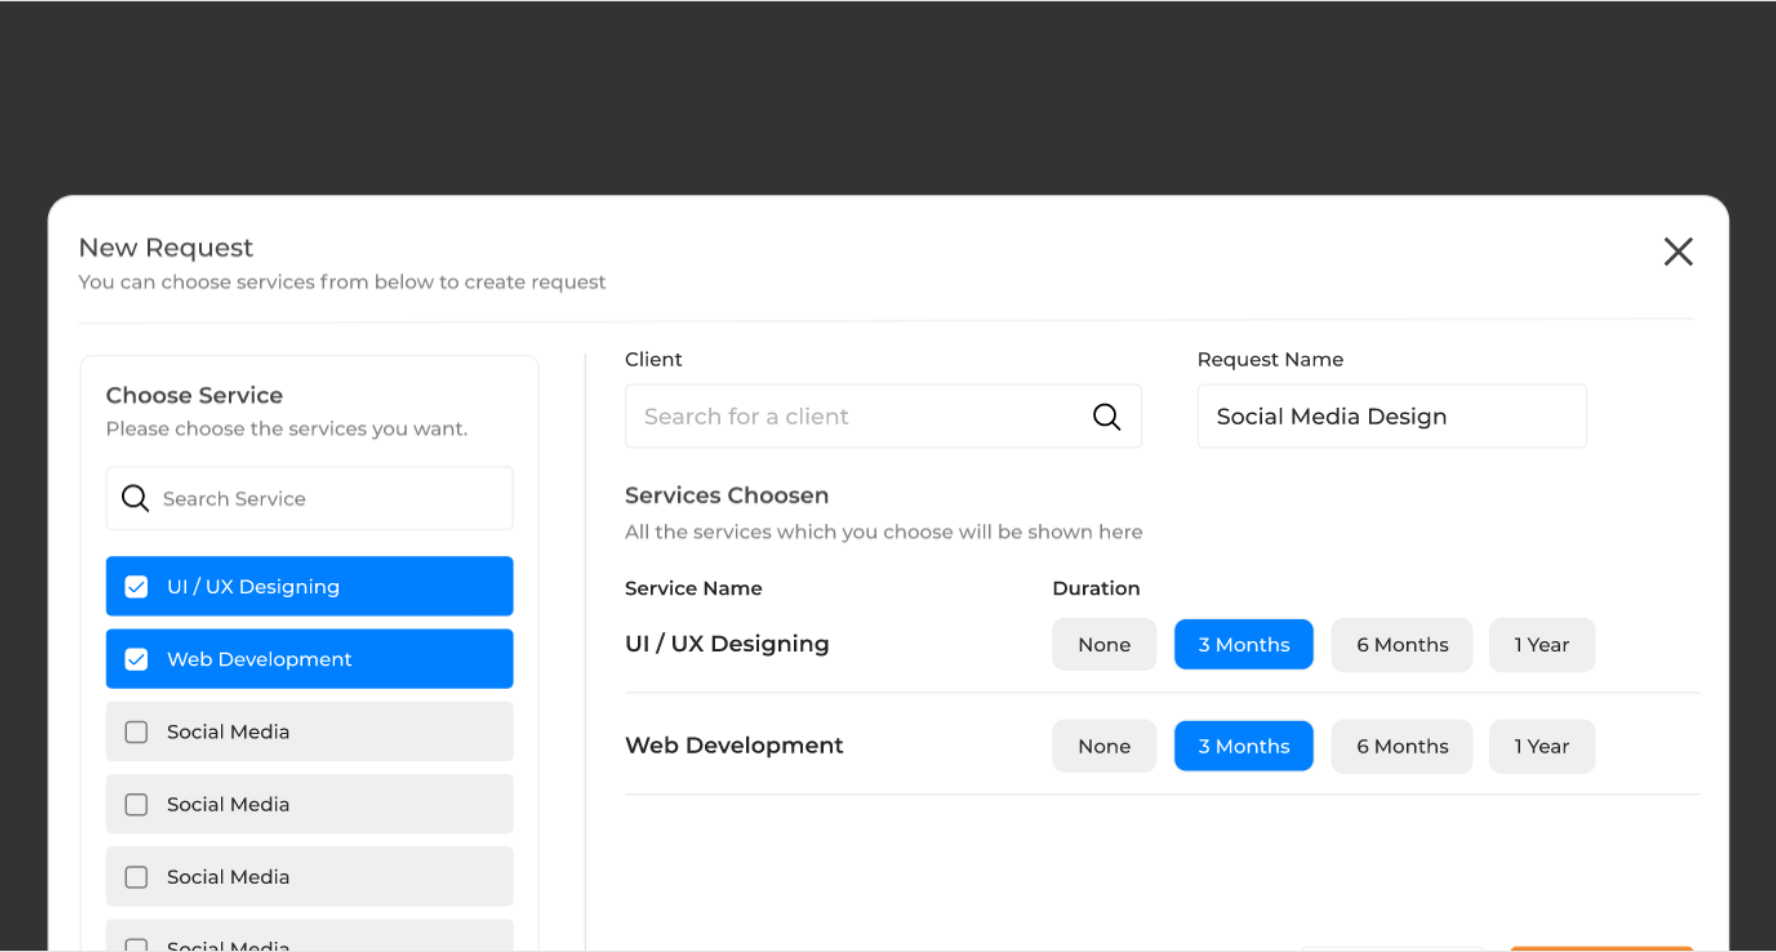 New Request
You can choose services from below to create request
Choose Service
Please choose the services you want.
Search Service
UI / UX Designing
Web Development
Social Media
Social Media
Social Media
Social Media
Client
Search for a client
Request Name
Social Media Design
Services Choosen
All the services which you choose will be shown here
Service Name Duration
UI / UX Designing None 3 Months 6 Months 1 Year
Web Development None 3 Months 6 Months 1 Year